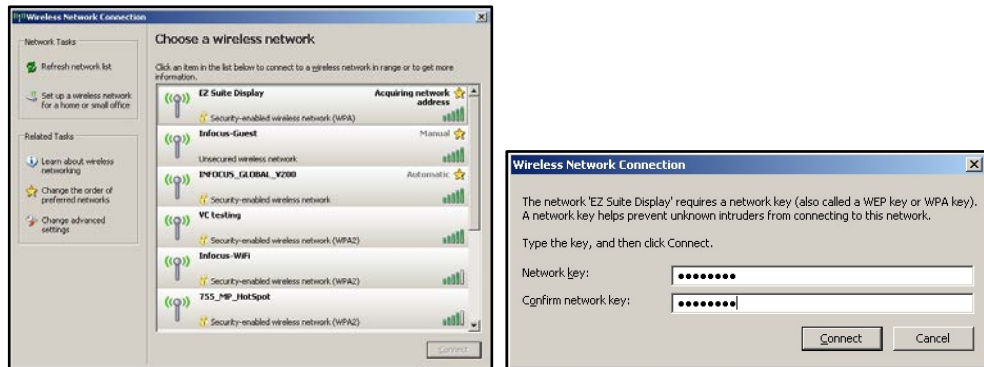 Wireless Network Connection
Network Tasks
Refresh network list
Set up a wireless network
for a home or small office
Related Tasks
Learn about wireless
networking
Change the order of
preferred networks
Change advanced
settings
Choose a wireless network
Click an item in the list below to connect to a wireless network in range or to get more
information.
EZ Suite Display Acquiring network
address
Security-enabled wireless network (WPA)
Infocus-Guest Manual
Unsecured wireless network
INFOCUS_GLOBAL_V200 Automatic
Security-enabled wireless network
VC testing
Security-enabled wireless network (WPA2)
Infocus-WiFi
Security-enabled wireless network (WPA2)
755_MP_HotSpot
Security-enabled wireless network (WPA2)
Connect
Wireless Network Connection
The network 'EZ Suite Display' requires a network key (also called a WEP key or WPA key).
A network key helps prevent unknown intruders from connecting to this network.
Type the key, and then click Connect.
Network key: ●●●●●●●●
Confirm network key: ●●●●●●●●
Connect Cancel